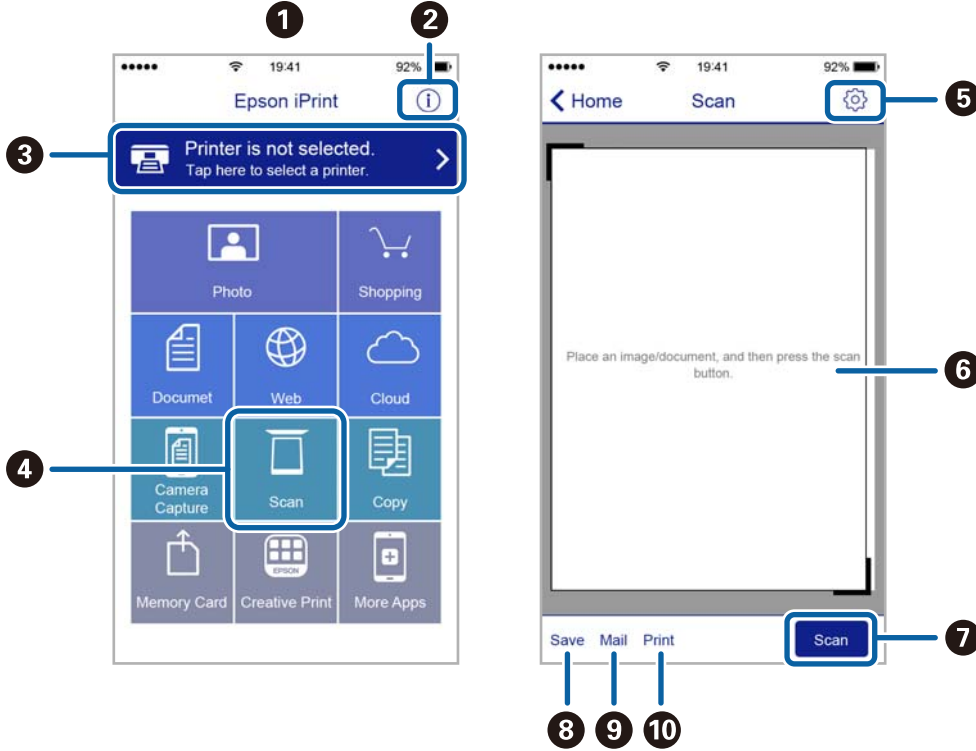 1
2
19:41
92%
Epson iPrint
3
Printer is not selected.
Tap here to select a printer.
Photo
Shopping
Documet
Web
Cloud
4
Camera
Capture
Scan
Copy
EPSON
Memory Card
Creative Print
More Apps
19:41
92%
Home
Scan
5
Place an image/document, and then press the scan
button.
6
Save
Mail
Print
Scan
7
8
9
10